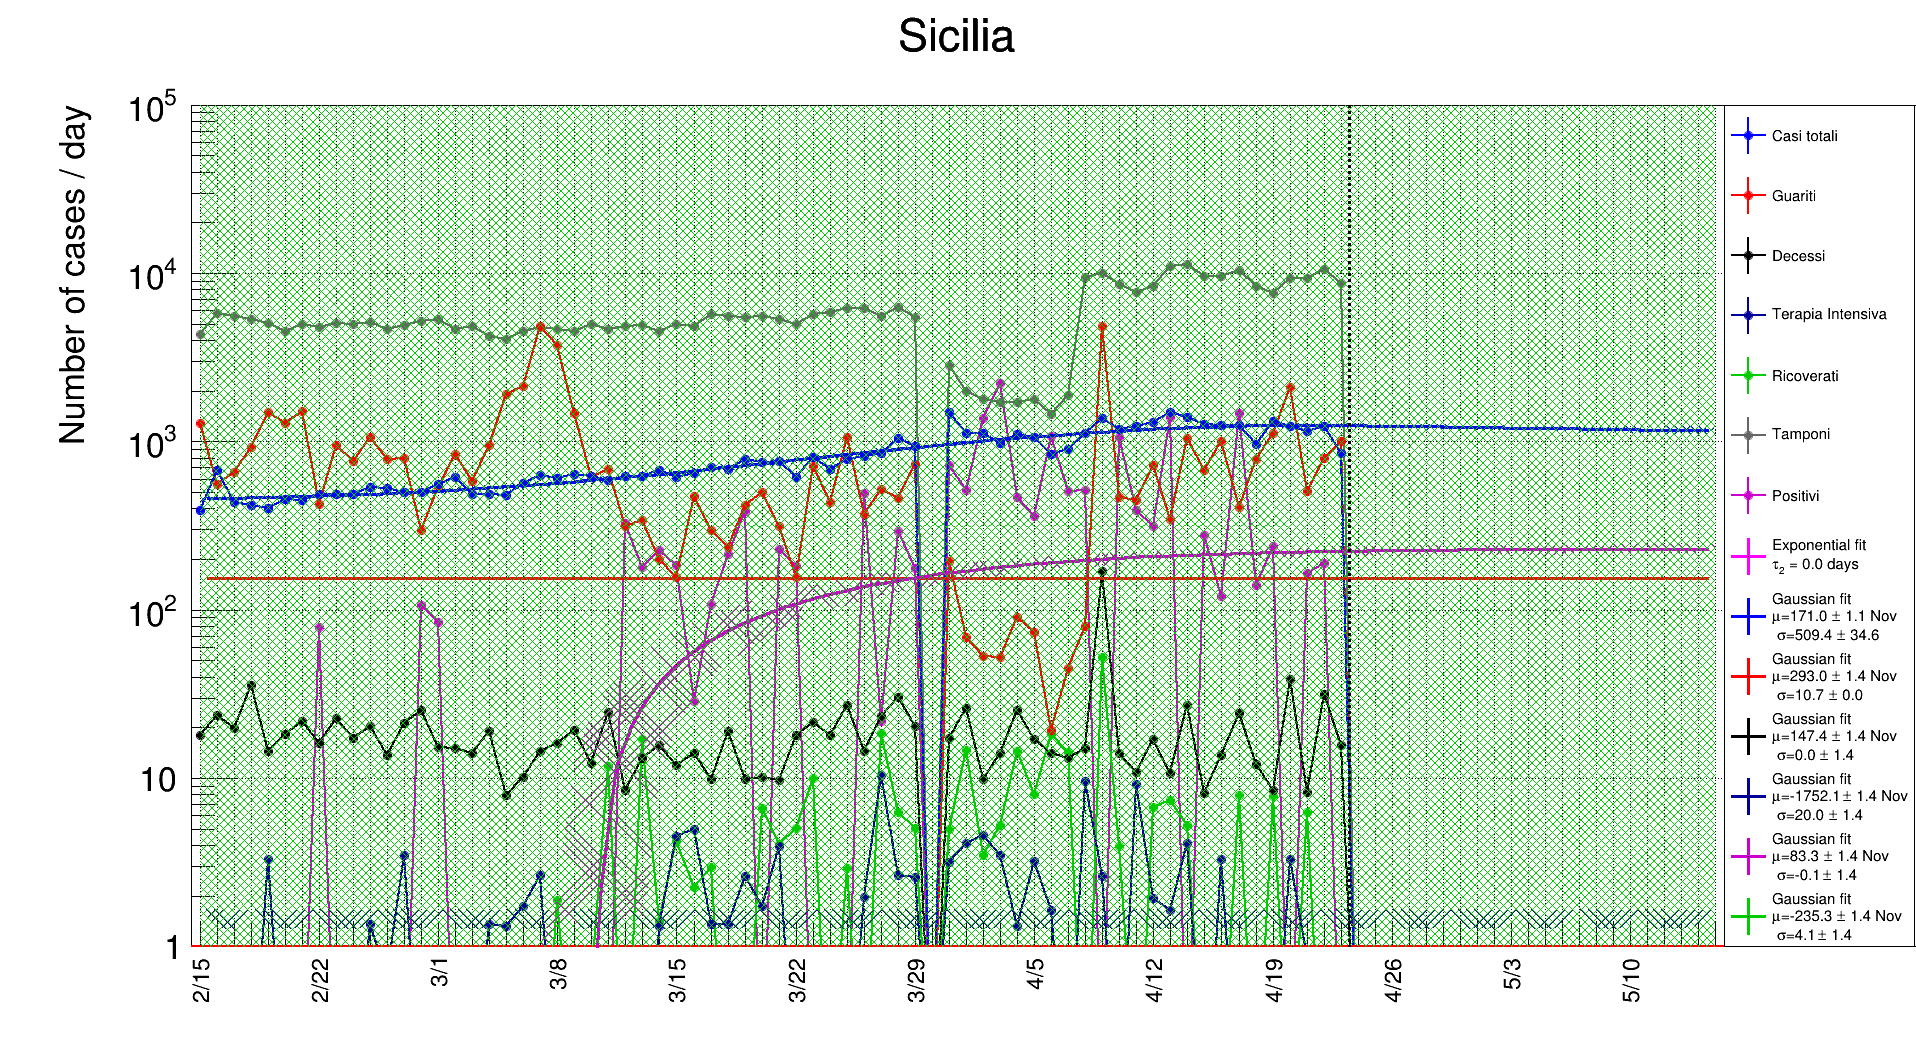 Sicilia
Number of cases / day
10^5
10^4
10^3
10^2
10
1
2/15
2/22
3/1
3/8
3/15
3/22
3/29
4/5
4/12
4/19
4/26
5/3
5/10
Casi totali
Guariti
Decessi
Terapia Intensiva
Ricoverati
Tamponi
Positivi
Exponential fit
τ₂ = 0.0 days
Gaussian fit
μ=171.0 ± 1.1 Nov
σ=509.4 ± 34.6
Gaussian fit
μ=293.0 ± 1.4 Nov
σ=10.7 ± 0.0
Gaussian fit
μ=147.4 ± 1.4 Nov
σ=0.0 ± 1.4
Gaussian fit
μ=-1752.1 ± 1.4 Nov
σ=20.0 ± 1.4
Gaussian fit
μ=83.3 ± 1.4 Nov
σ=-0.1 ± 1.4
Gaussian fit
μ=-235.3 ± 1.4 Nov
σ=4.1 ± 1.4